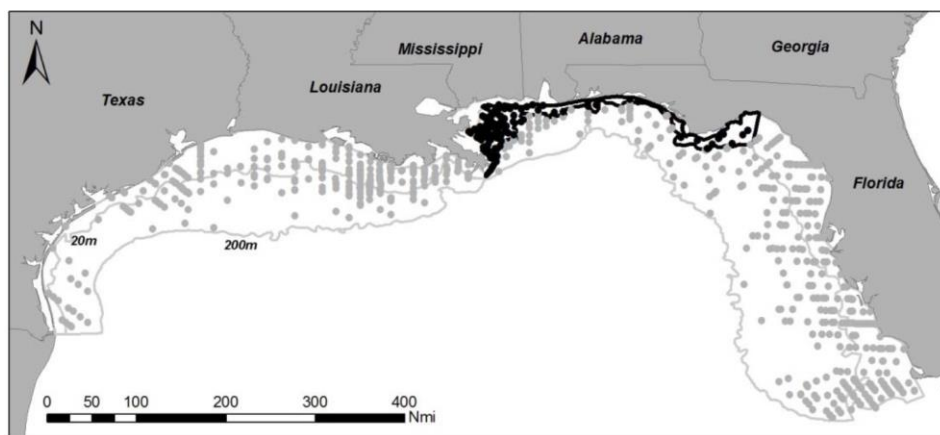 N
Mississippi
Alabama
Georgia
Texas
Louisiana
Florida
20m
200m
0 50 100 200 300 400
Nmi